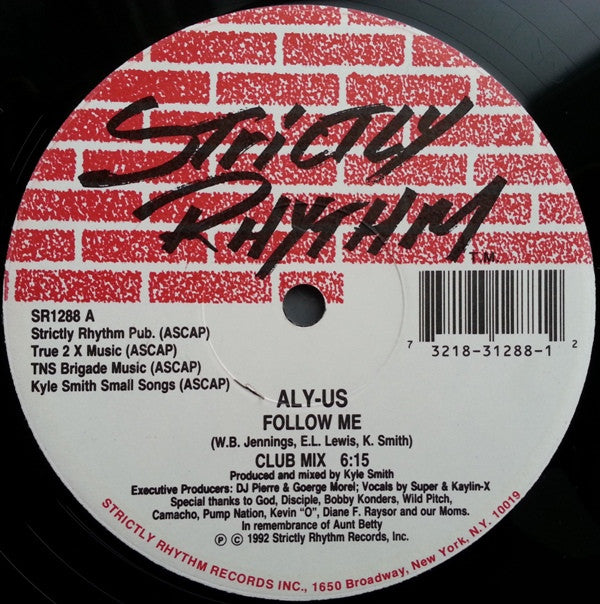 Strictly
Rhythm T.M.
SR1288 A
Strictly Rhythm Pub. (ASCAP)
True 2 X Music (ASCAP)
TNS Brigade Music (ASCAP)
Kyle Smith Small Songs (ASCAP)
7 3218-31288-1 2
ALY-US
FOLLOW ME
(W.B. Jennings, E.L. Lewis, K. Smith)
CLUB MIX 6:15
Produced and mixed by Kyle Smith
Executive Producers: DJ Pierre & Goerge Morel; Vocals by Super & Kaylin-X
Special thanks to God, Disciple, Bobby Konders, Wild Pitch,
Camacho, Pump Nation, Kevin "O", Diane F. Raysor and our Moms.
In remembrance of Aunt Betty
℗ © 1992 Strictly Rhythm Records, Inc.
STRICTLY RHYTHM RECORDS INC., 1650 Broadway, New York, N.Y. 10019